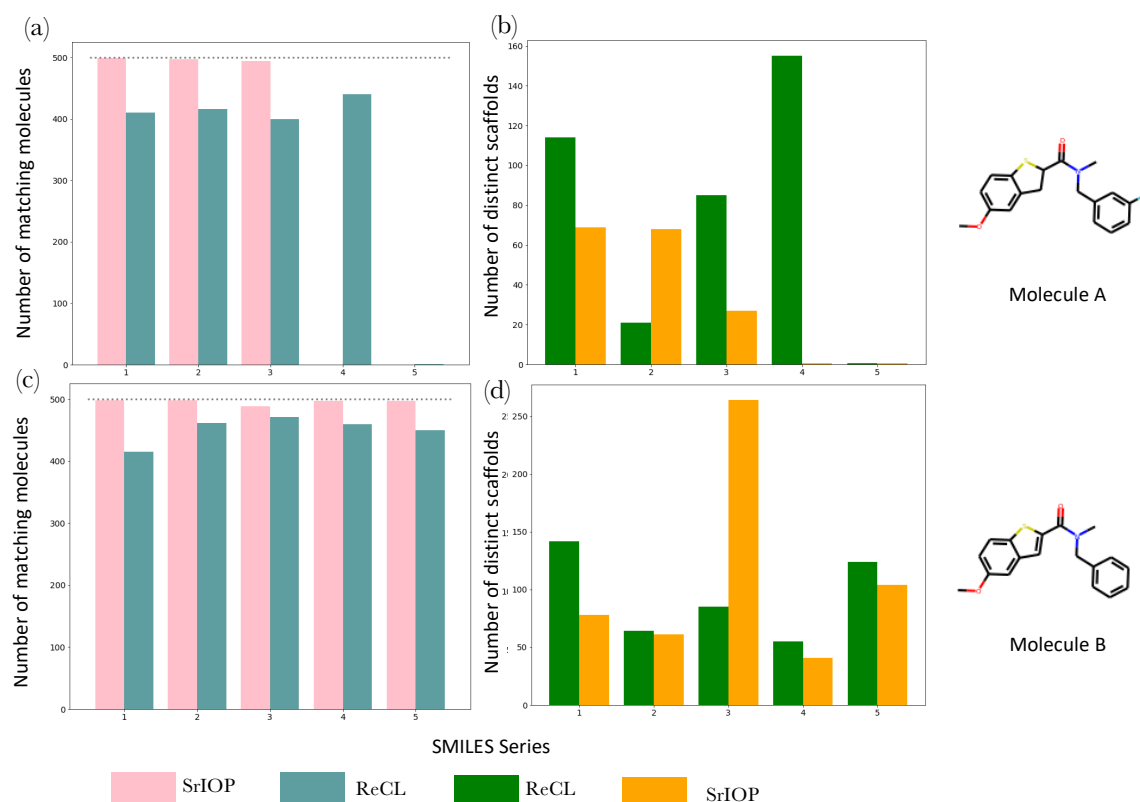 (a)
(b)
Number of matching molecules
500
400
300
200
100
0
1 2 3 4 5
Number of distinct scaffolds
160
140
120
100
80
60
40
20
0
1 2 3 4 5
O
S
N
O
Molecule A
(c)
(d)
Number of matching molecules
500
400
300
200
100
0
1 2 3 4 5
Number of distinct scaffolds
250
200
150
100
50
0
1 2 3 4 5
O
S
N
O
Molecule B
SMILES Series
SrIOP
ReCL
ReCL
SrIOP